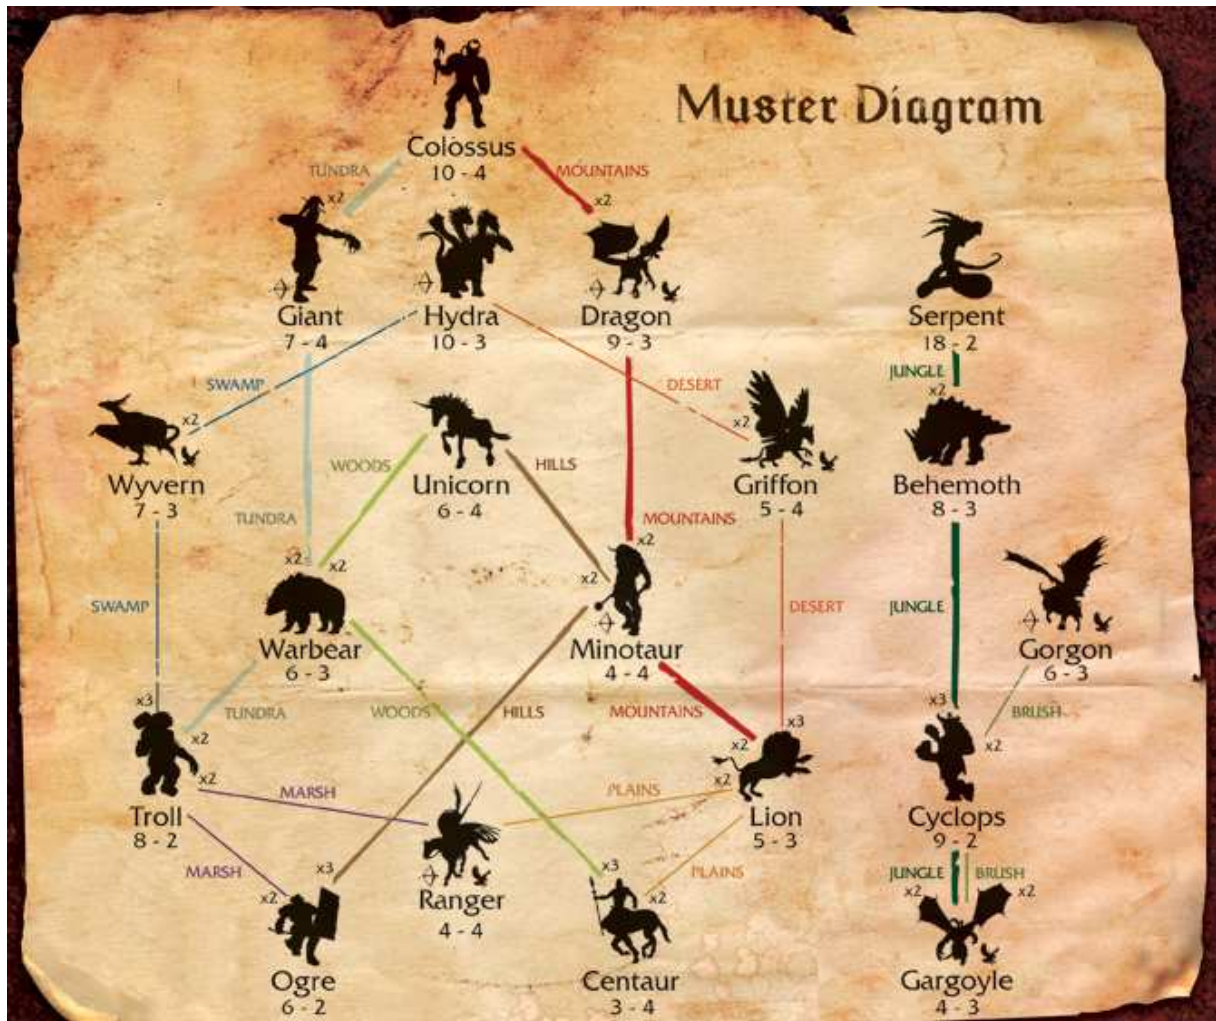 Muster Diagram
Colossus
10 - 4
TUNDRA
MOUNTAINS
x2
x2
Giant
7 - 4
Hydra
10 - 3
Dragon
9 - 3
Serpent
18 - 2
SWAMP
DESERT
JUNGLE
x2
x2
x2
Wyvern
7 - 3
WOODS
Unicorn
6 - 4
HILLS
Griffon
5 - 4
Behemoth
8 - 3
TUNDRA
MOUNTAINS
x2
x2
x2
x2
SWAMP
DESERT
JUNGLE
Warbear
6 - 3
Minotaur
4 - 4
Gorgon
6 - 3
x3
TUNDRA
WOODS
HILLS
MOUNTAINS
x3
x3
BRUSH
x2
x2
x2
x2
x2
MARSH
PLAINS
Troll
8 - 2
Lion
5 - 3
Cyclops
9 - 2
MARSH
x3
x3
PLAINS
JUNGLE
BRUSH
Ranger
4 - 4
x2
x2
x2
x2
Ogre
6 - 2
Centaur
3 - 4
Gargoyle
4 - 3